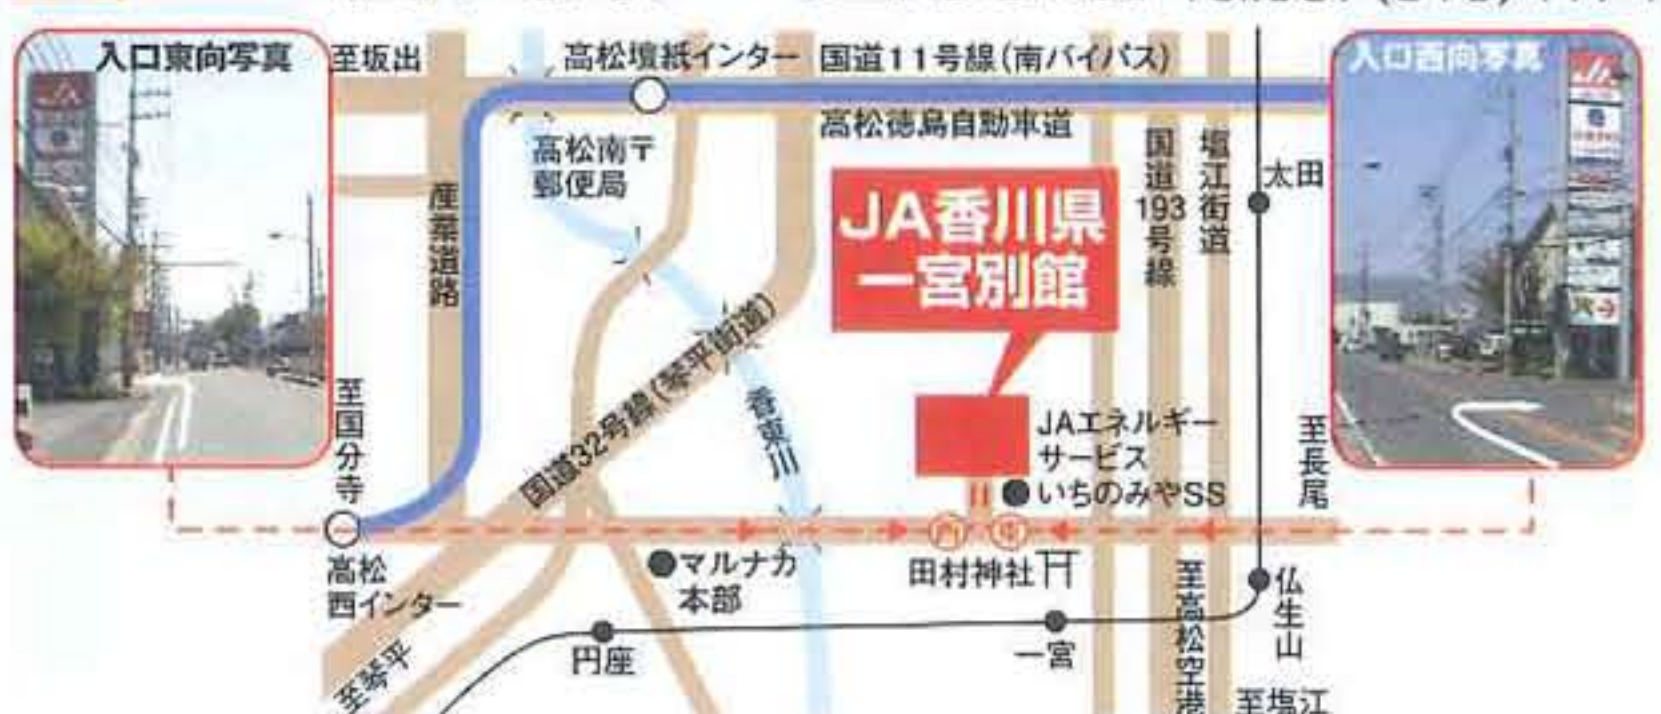 入口東向写真
至坂出
高松壇紙インター
国道11号線(南バイパス)
入口西向写真
JA
高松徳島自動車道
高松南〒
郵便局
産業道路
JA香川県
一宮別館
国道193号線
塩江街道
太田
国道32号線(琴平街道)
香東川
JAエネルギー
サービス
いちのみやSS
至国分寺
至長尾
高松
西インター
マルナカ
本部
田村神社
円座
一宮
仏生山
至琴平
至高松空港
至塩江